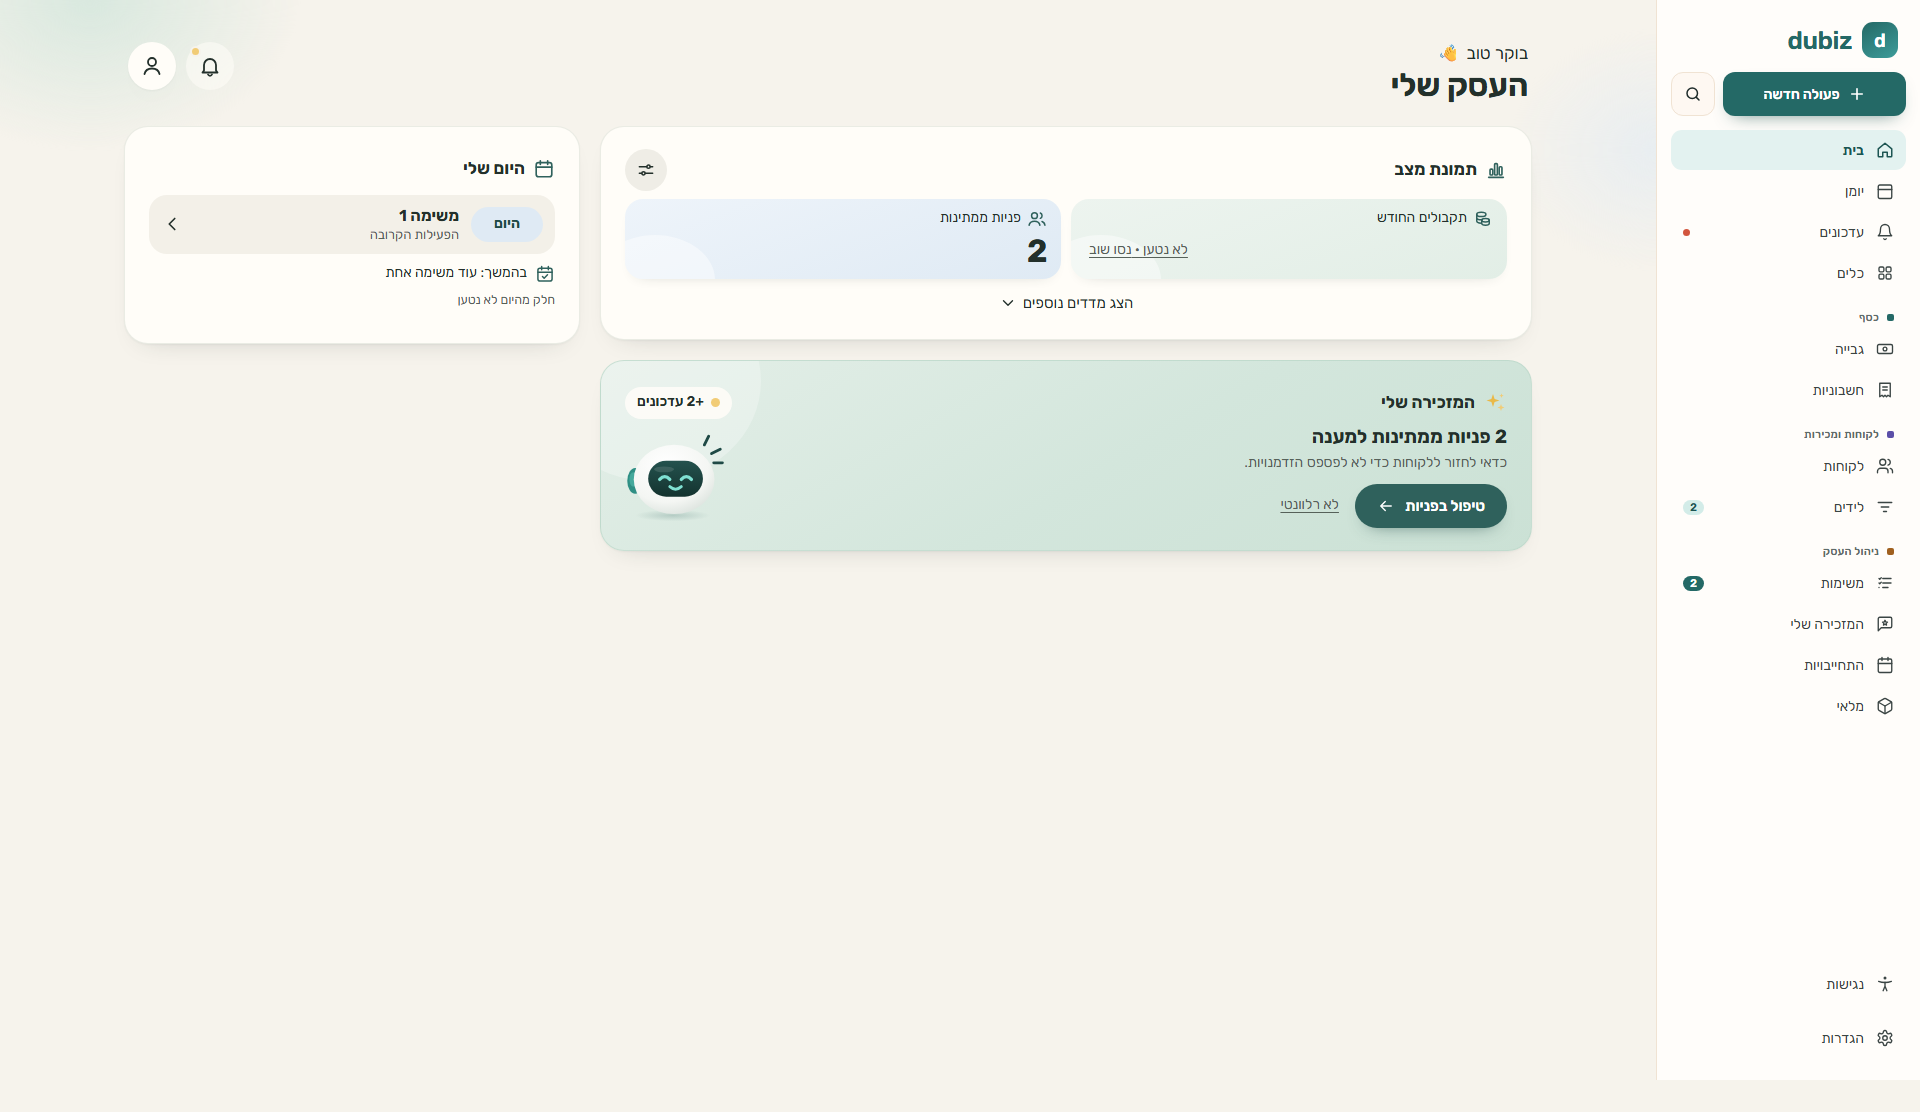 d
dubiz
פעולה חדשה
בית
יומן
עדכונים
כלים
כסף
גבייה
חשבוניות
לקוחות ומכירות
לקוחות
לידים
2
ניהול העסק
משימות
2
המזכירה שלי
התחייבויות
מלאי
נגישות
הגדרות
בוקר טוב 👋
העסק שלי
תמונת מצב
תקבולים החודש
לא נטען • נסו שוב
פניות ממתינות
2
הצג מדדים נוספים
המזכירה שלי
+2 עדכונים
2 פניות ממתינות למענה
כדאי לחזור ללקוחות כדי לא לפספס הזדמנויות.
טיפול בפניות
לא רלוונטי
היום שלי
היום
משימה 1
הפעילות הקרובה
בהמשך: עוד משימה אחת
חלק מהיום לא נטען